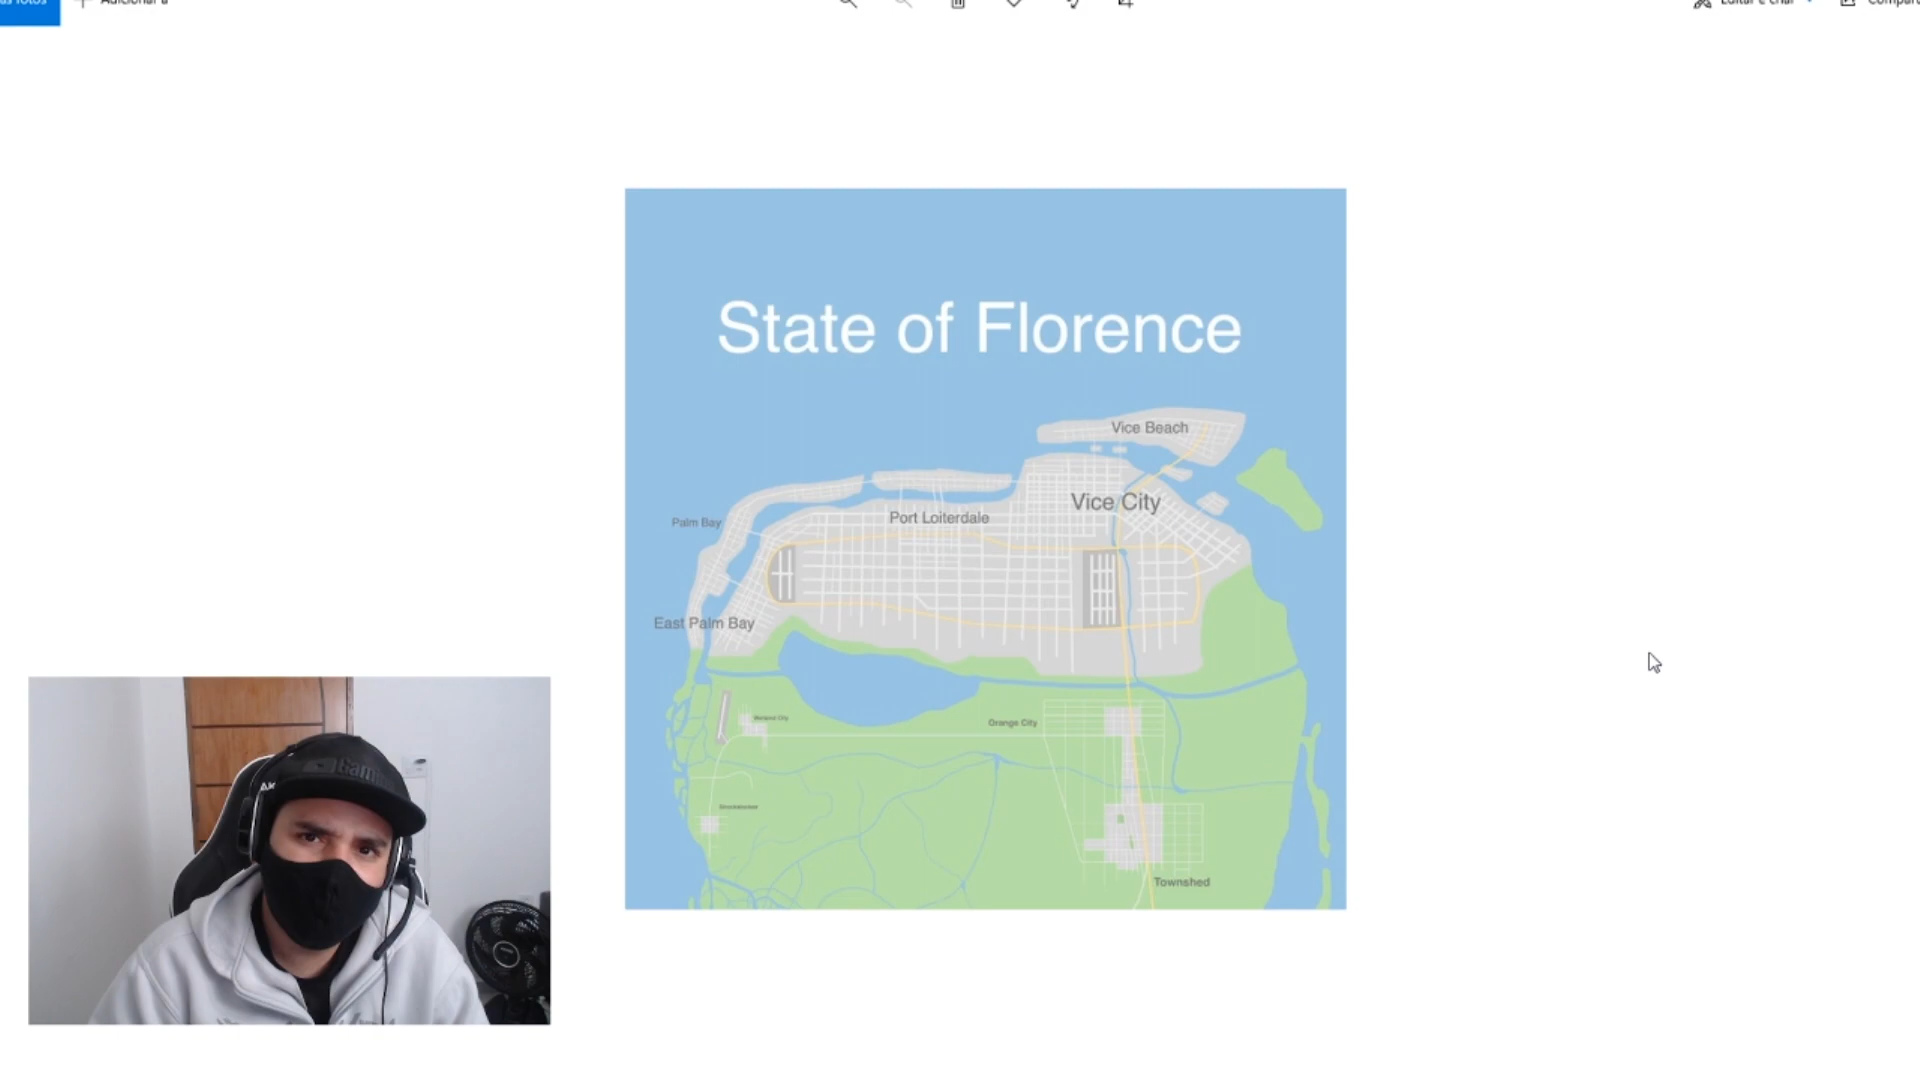 State of Florence
Vice Beach
Vice City
Port Loiterdale
Palm Bay
East Palm Bay
Orange City
Townshed